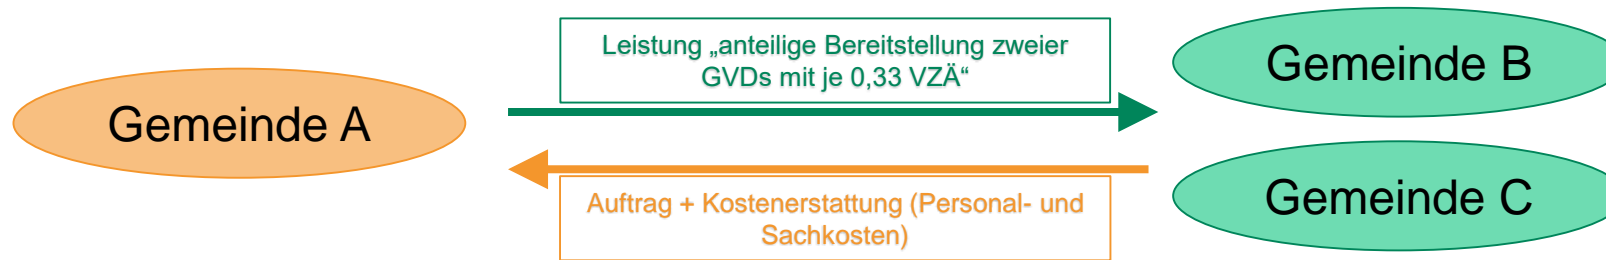 Gemeinde A
Leistung „anteilige Bereitstellung zweier
GVDs mit je 0,33 VZÄ“
Auftrag + Kostenerstattung (Personal- und
Sachkosten)
Gemeinde B
Gemeinde C